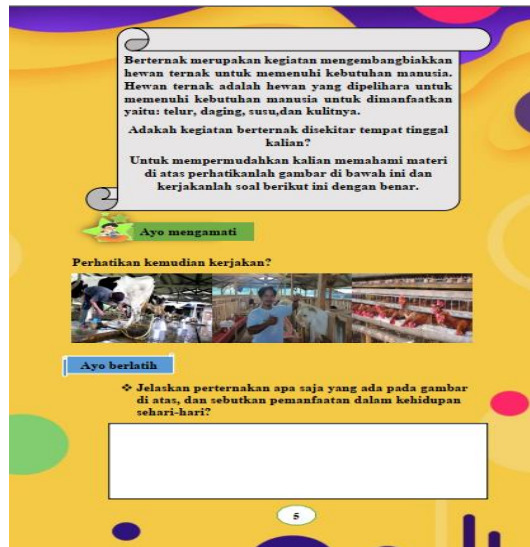 Berternak merupakan kegiatan mengembangbiakkan
hewan ternak untuk memenuhi kebutuhan manusia.
Hewan ternak adalah hewan yang dipelihara untuk
memenuhi kebutuhan manusia untuk dimanfaatkan
yaitu: telur, daging, susu,dan kulitnya.
Adakah kegiatan berternak disekitar tempat tinggal
kalian?
Untuk mempermudahkan kalian memahami materi
di atas perhatikanlah gambar di bawah ini dan
kerjakanlah soal berikut ini dengan benar.
Ayo mengamati
Perhatikan kemudian kerjakan?
Ayo berlatih
❖ Jelaskan perternakan apa saja yang ada pada gambar
di atas, dan sebutkan pemanfaatan dalam kehidupan
sehari-hari?
5